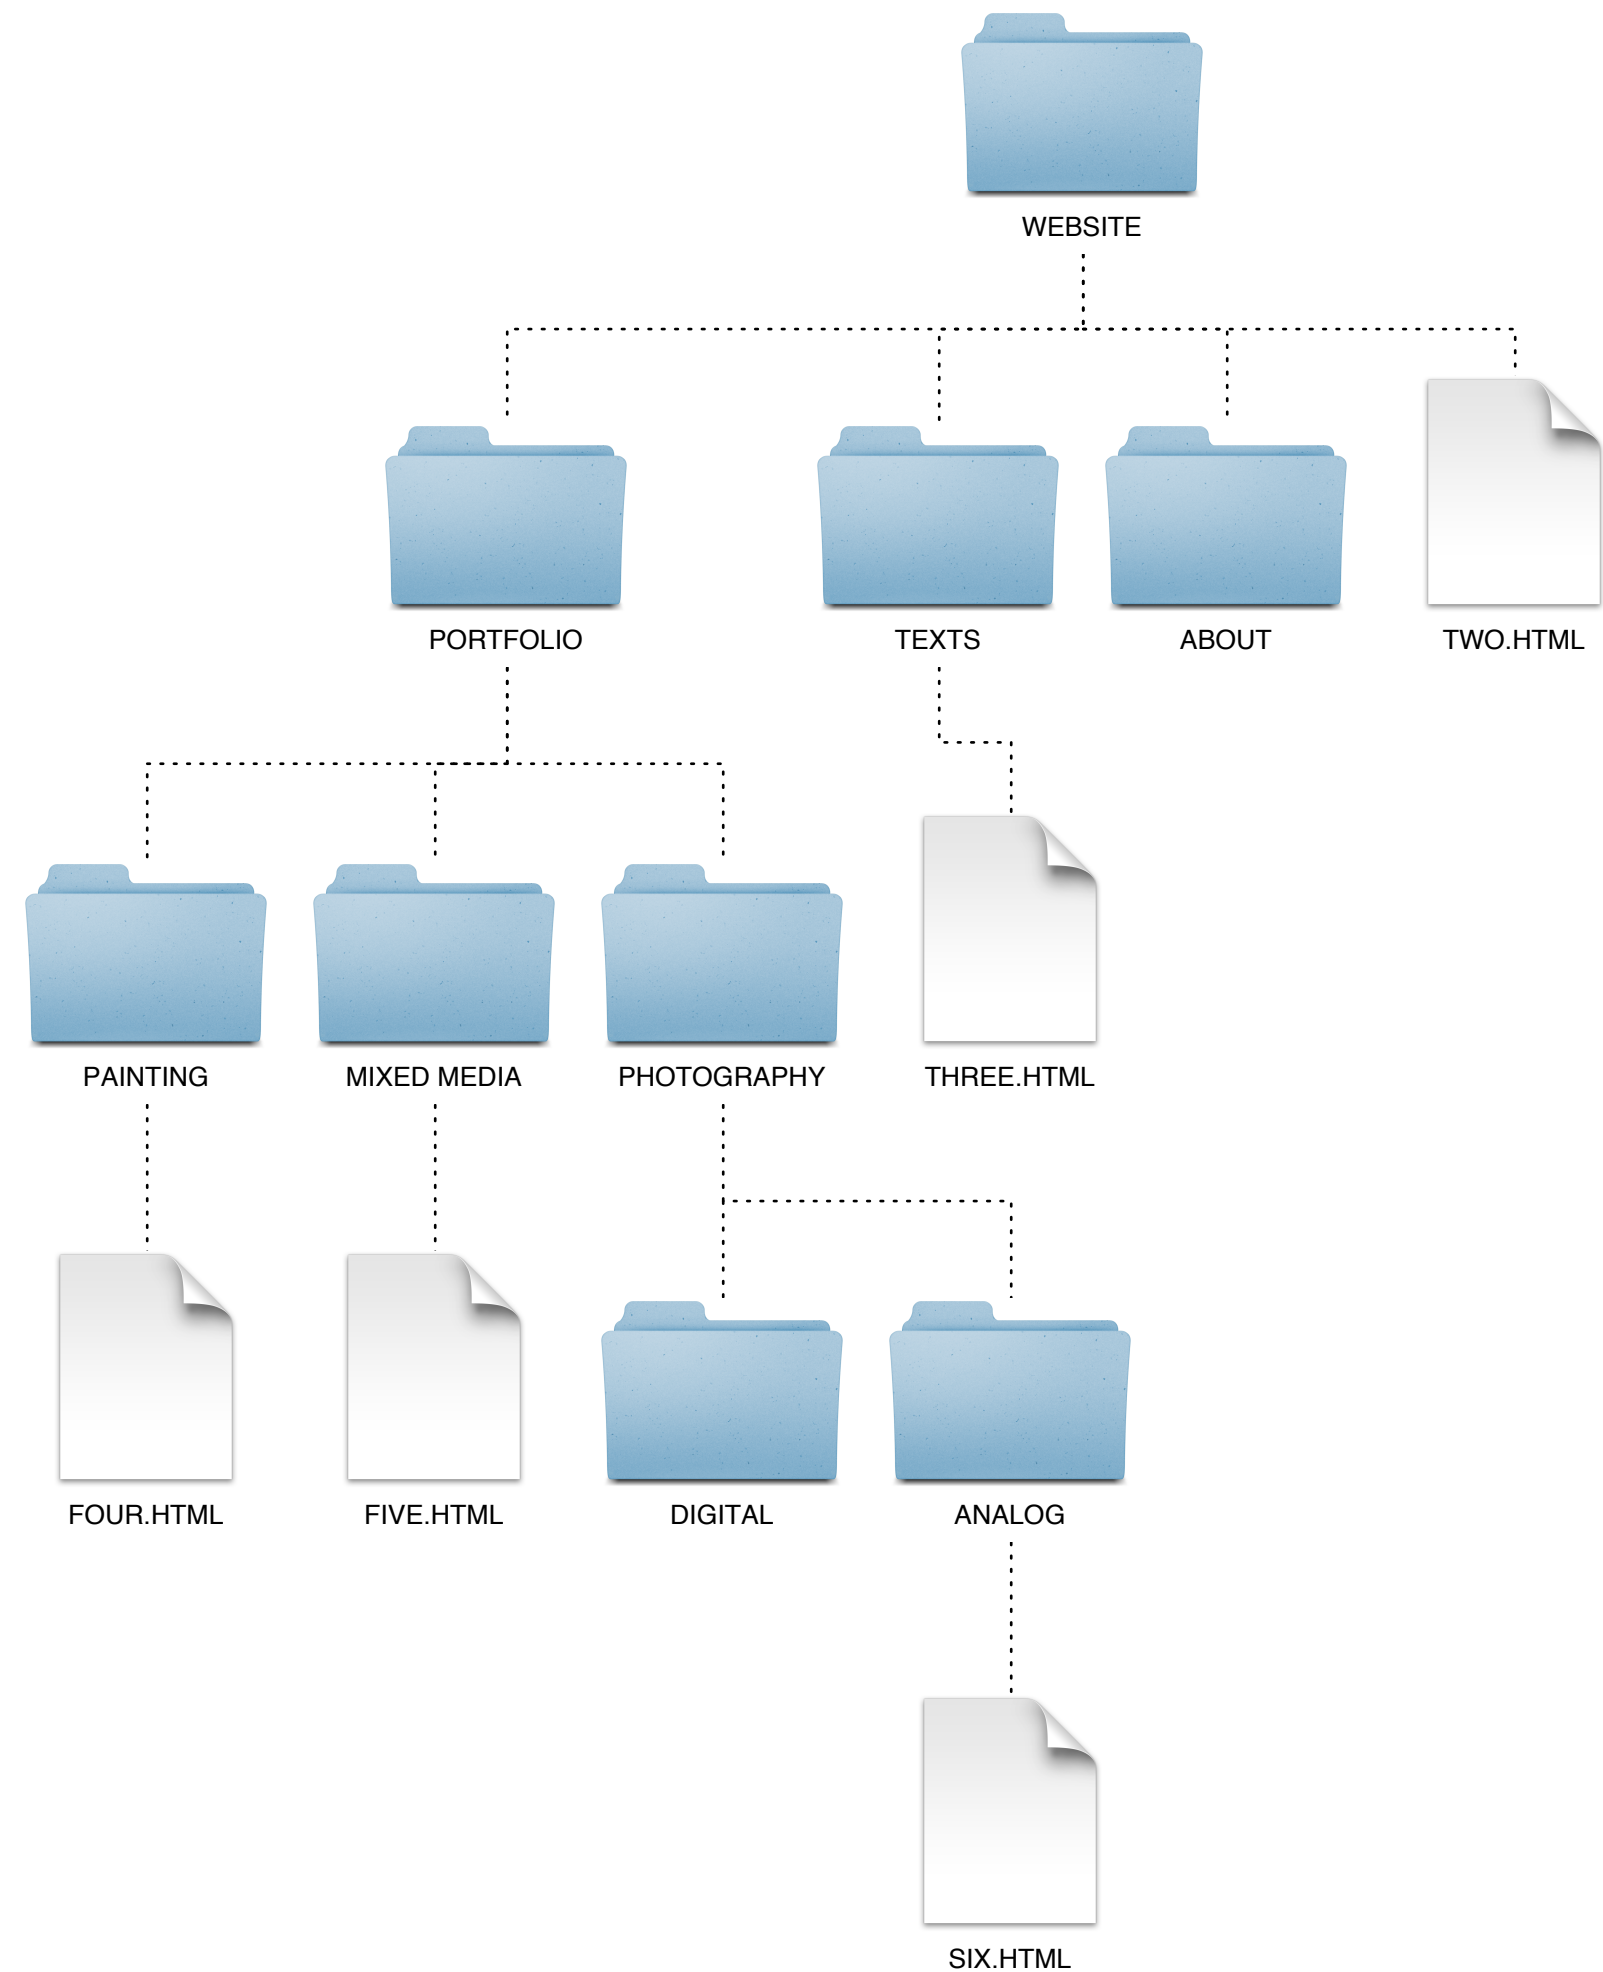 WEBSITE
PORTFOLIO
TEXTS
ABOUT
TWO.HTML
PAINTING
MIXED MEDIA
PHOTOGRAPHY
THREE.HTML
FOUR.HTML
FIVE.HTML
DIGITAL
ANALOG
SIX.HTML